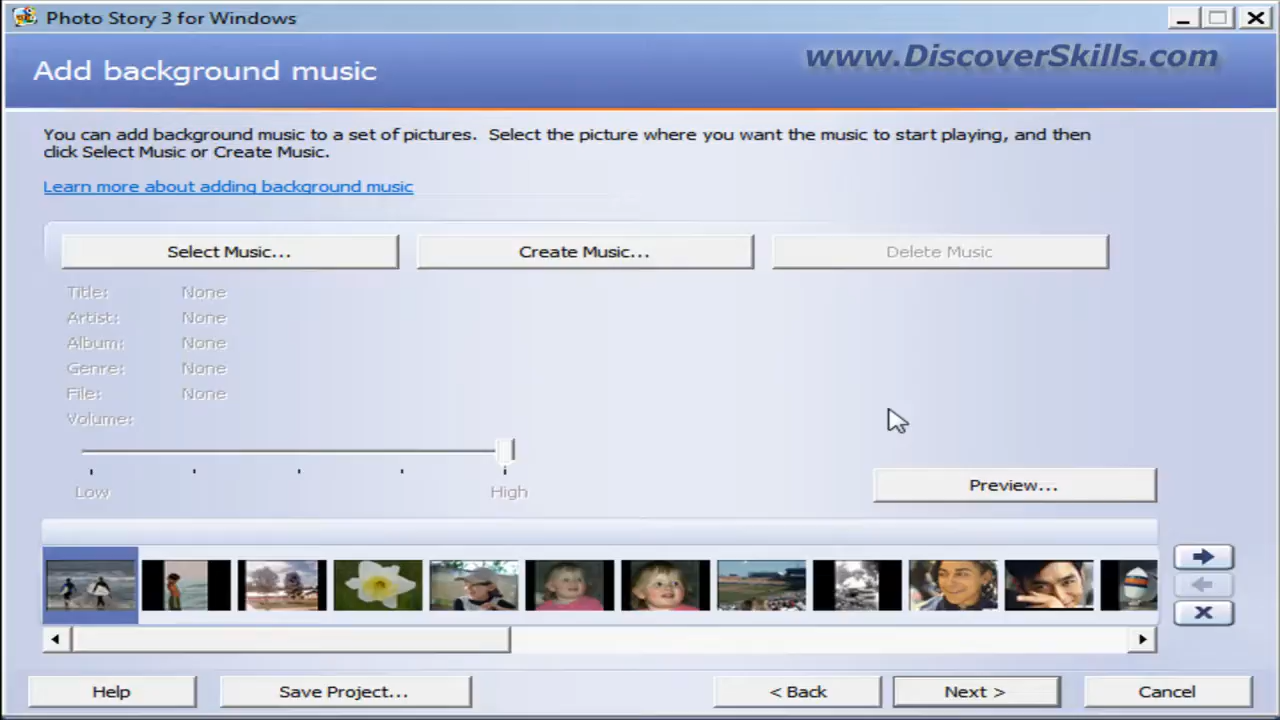 Photo Story 3 for Windows
www.DiscoverSkills.com
Add background music
You can add background music to a set of pictures.  Select the picture where you want the music to start playing, and then
click Select Music or Create Music.
Learn more about adding background music
Select Music...
Create Music...
Delete Music
Title: None
Artist: None
Album: None
Genre: None
File: None
Volume:
Low
High
Preview...
Help
Save Project...
< Back
Next >
Cancel